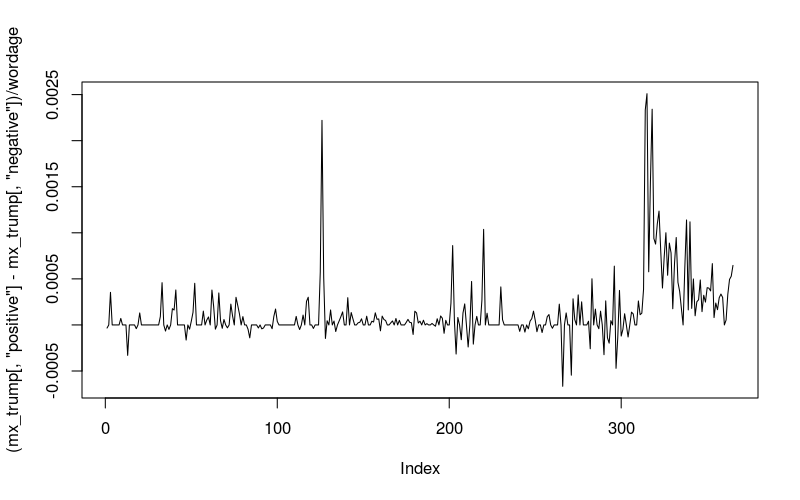 (mx_trump[, "positive"] - mx_trump[, "negative"])/wordage
0.0025
0.0015
0.0005
-0.0005
0 100 200 300
Index